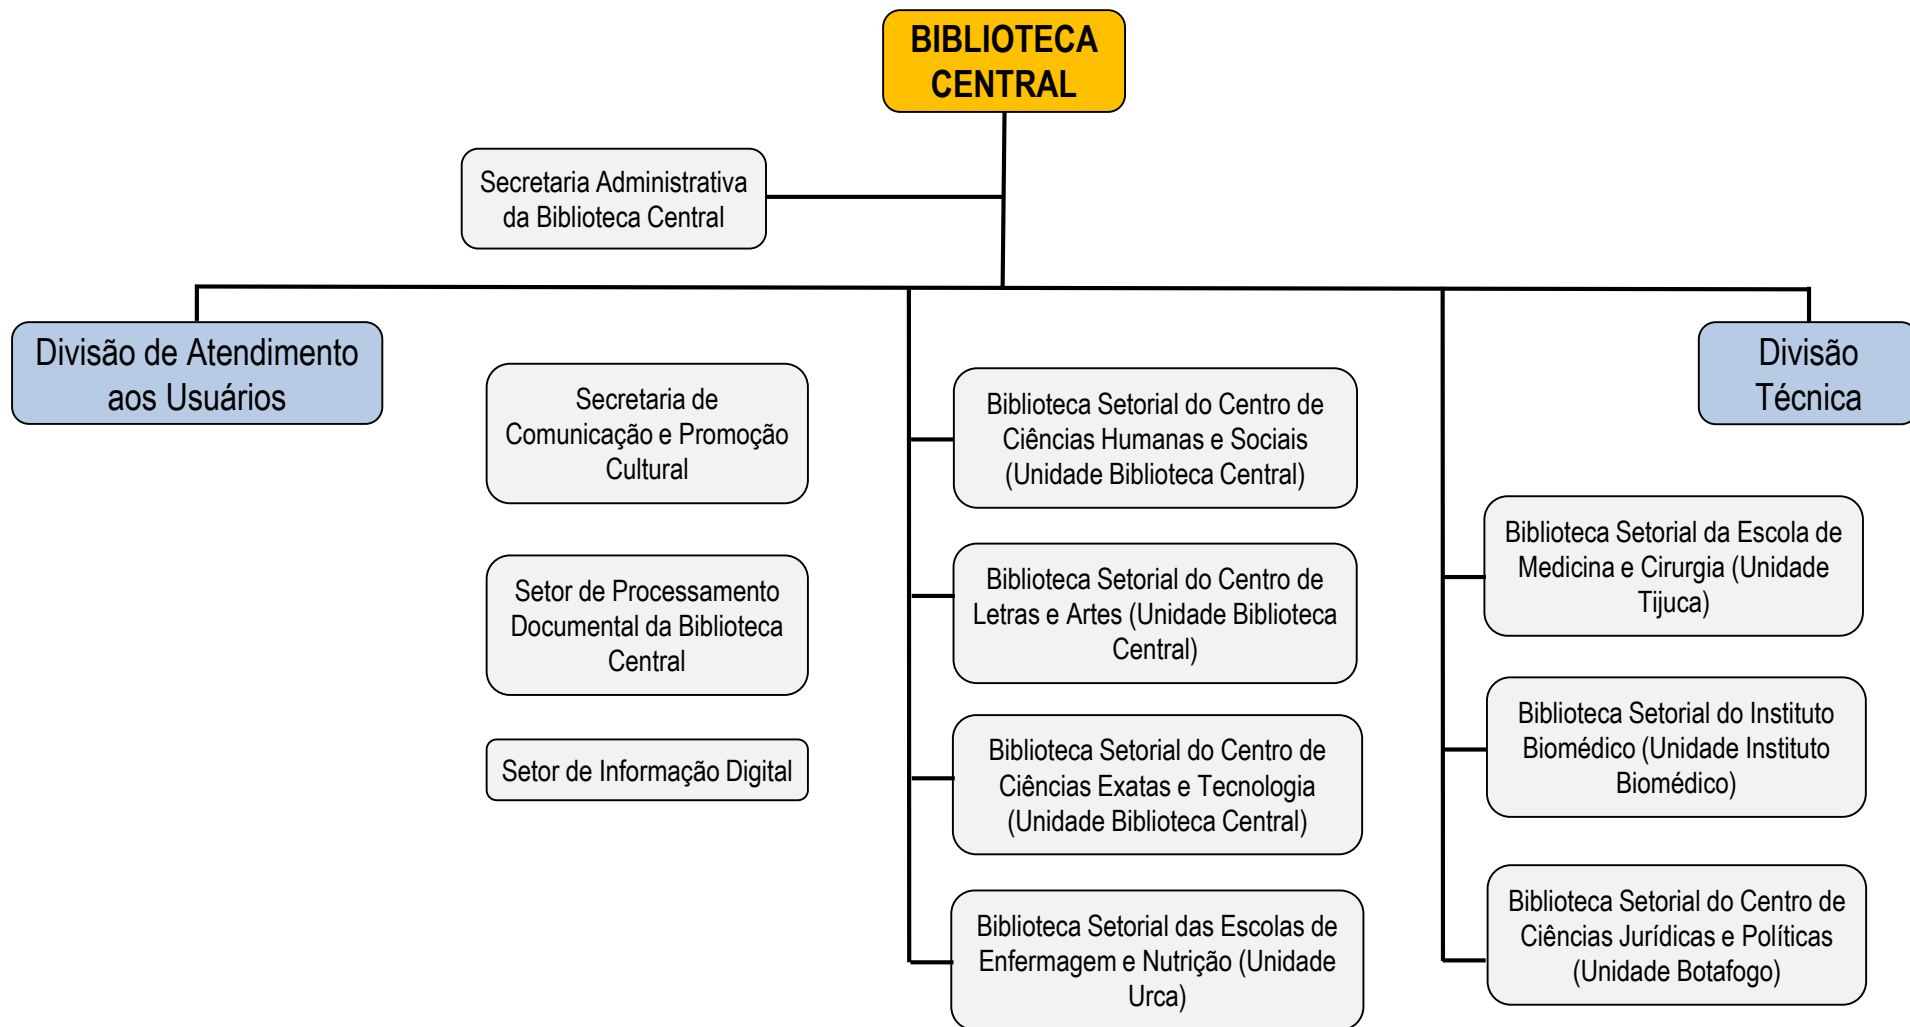 BIBLIOTECA
CENTRAL
Secretaria Administrativa
da Biblioteca Central
Divisão de Atendimento
aos Usuários
Divisão
Técnica
Secretaria de
Comunicação e Promoção
Cultural
Setor de Processamento
Documental da Biblioteca
Central
Setor de Informação Digital
Biblioteca Setorial do Centro de
Ciências Humanas e Sociais
(Unidade Biblioteca Central)
Biblioteca Setorial do Centro de
Letras e Artes (Unidade Biblioteca
Central)
Biblioteca Setorial do Centro de
Ciências Exatas e Tecnologia
(Unidade Biblioteca Central)
Biblioteca Setorial das Escolas de
Enfermagem e Nutrição (Unidade
Urca)
Biblioteca Setorial da Escola de
Medicina e Cirurgia (Unidade
Tijuca)
Biblioteca Setorial do Instituto
Biomédico (Unidade Instituto
Biomédico)
Biblioteca Setorial do Centro de
Ciências Jurídicas e Políticas
(Unidade Botafogo)